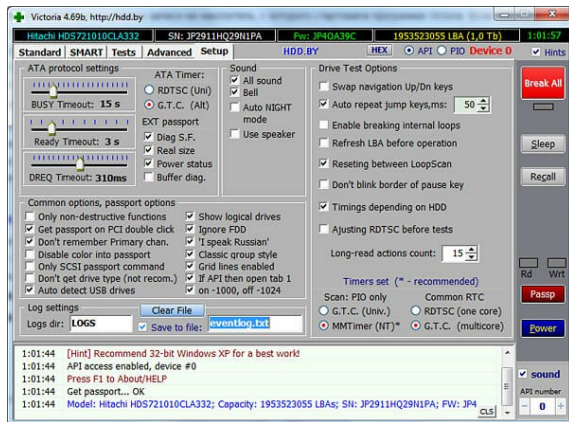 Victoria 4.69b, http://hdd.by
Hitachi HDS721010CLA332 SN: JP2911HQ29N1PA Fw: JP4OA39C 1953523055 LBA (1,0 Tb) 1:01:57
Standard SMART Tests Advanced Setup HDD.BY HEX API PIO Device 0 Hints
ATA protocol settings
BUSY Timeout: 15 s
Ready Timeout: 3 s
DREQ Timeout: 310ms
ATA Timer:
RDTSC (Uni)
G.T.C. (Alt)
EXT passport
Diag S.F.
Real size
Power status
Buffer diag.
Sound
All sound
Bell
Auto NIGHT
mode
Use speaker
Common options, passport options
Only non-destructive functions
Get passport on PCI double click
Don't remember Primary chan.
Disable color into passport
Only SCSI passport command
Don't get drive type (not recom.)
Auto detect USB drives
Show logical drives
Ignore FDD
'I speak Russian'
Classic group style
Grid lines enabled
If API then open tab 1
on -1000, off -1024
Log settings
Clear File
Logs dir: LOGS
Save to file: eventlog.txt
Drive Test Options
Swap navigation Up/Dn keys
Auto repeat jump keys,ms: 50
Enable breaking internal loops
Refresh LBA before operation
Reseting between LoopScan
Don't blink border of pause key
Timings depending on HDD
Ajusting RDTSC before tests
Long-read actions count: 15
Timers set (* - recommended)
Scan: PIO only
G.T.C. (Univ.)
MMTimer (NT)*
Common RTC
RDTSC (one core)
G.T.C. (multicore)
Break All
Sleep
Recall
Rd Wrt
Passp
Power
1:01:44 [Hint] Recommend 32-bit Windows XP for a best work!
1:01:44 API access enabled, device #0
1:01:44 Press F1 to About/HELP
1:01:44 Get passport... OK
1:01:44 Model: Hitachi HDS721010CLA332; Capacity: 1953523055 LBAs; SN: JP2911HQ29N1PA; FW: JP4
CLS
sound
API number
0